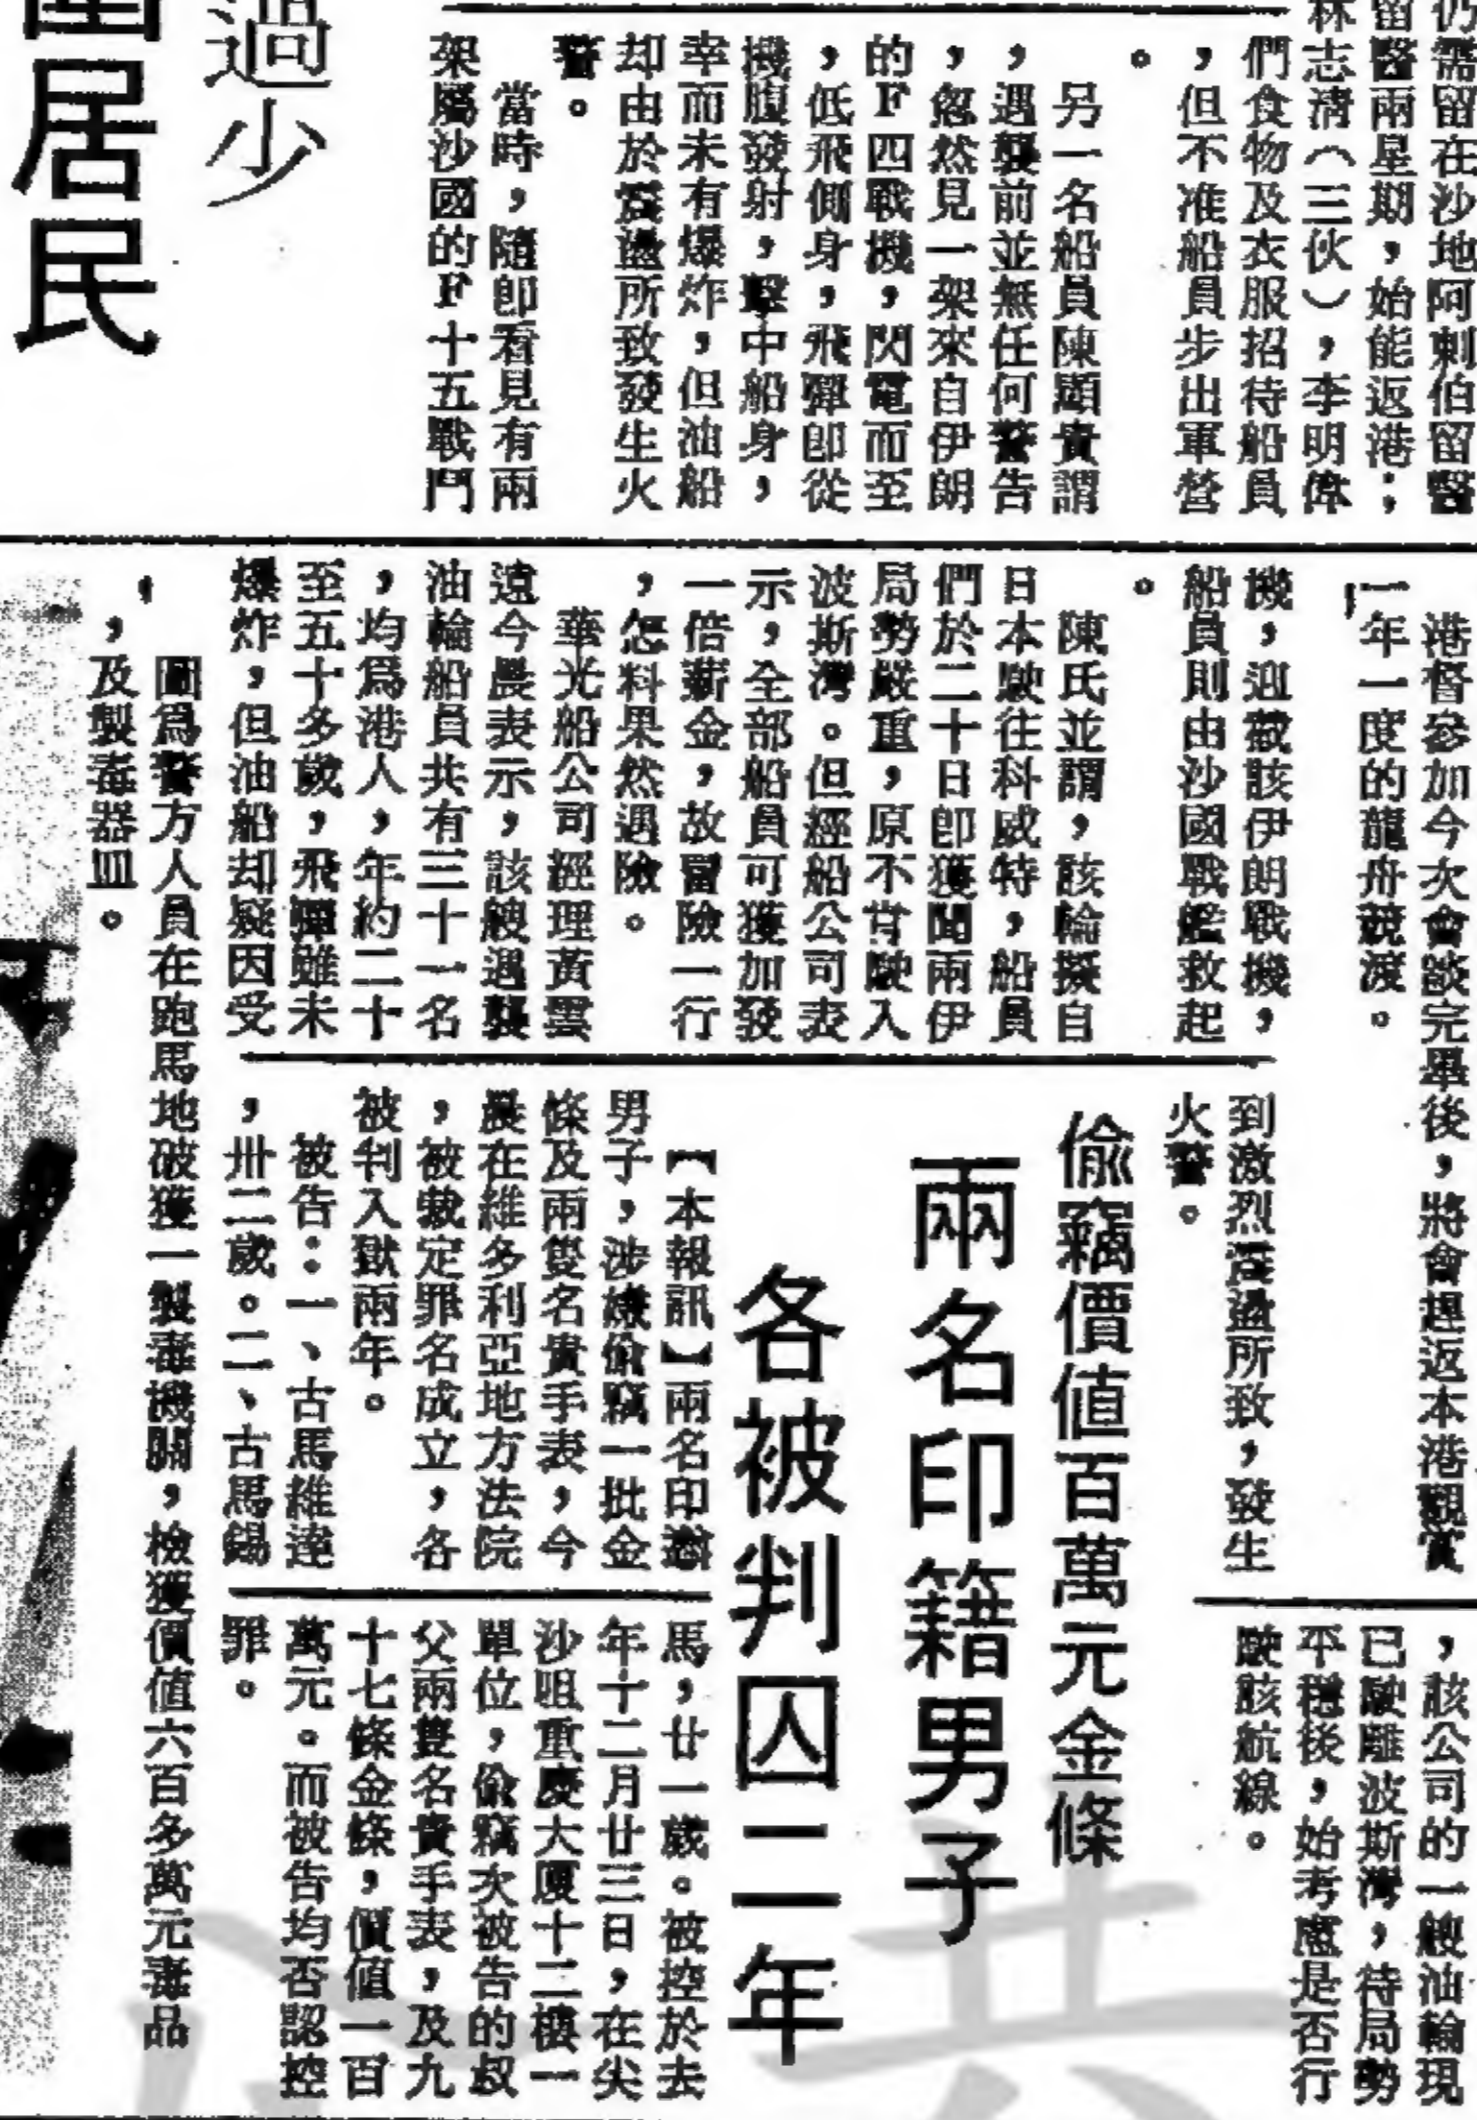 仍需留在沙地阿剌伯留醫
留醫兩星期，始能返港；
林志清（三伙），李明偉
們食物及衣服招待船員
，但不准船員步出軍營
。
另一名船員陳顯貴謂
，遇襲前並無任何警告
，忽然見一架來自伊朗
的F四戰機，閃電而至
，低飛側身，飛彈卽從
機腹發射，擊中船身，
幸而未有爆炸，但油船
却由於震盪所致發生火
警。
當時，隨卽看見有兩
架屬沙國的F十五戰鬥
過少
居民
港督參加今次會談完畢後，將會趕返本港觀賞
一年一度的龍舟競渡。
機，迎截該伊朗戰機，
船員則由沙國戰艦救起
。
陳氏並謂，該輪擬自
日本駛往科威特，船員
們於二十日卽獲聞兩伊
局勢嚴重，原不甘駛入
波斯灣。但經船公司表
示，全部船員可獲加發
一倍薪金，故冒險一行
，怎料果然遇險。
華光船公司經理黃雲
遠今晨表示，該艘遇襲
油輪船員共有三十一名
，均爲港人，年約二十
至五十多歲，飛彈雖未
爆炸，但油船却疑因受
到激烈震盪所致，發生
火警。
，該公司的一艘油輪現
已駛離波斯灣，待局勢
平穩後，始考慮是否行
駛該航線。
偷竊價值百萬元金條
兩名印籍男子
各被判囚二年
【本報訊】兩名印裔
男子，涉嫌偷竊一批金
條及兩隻名貴手表，今
晨在維多利亞地方法院
，被裁定罪名成立，各
被判入獄兩年。
被告：一、古馬維達
，卅二歲。二、古馬錫
馬，廿一歲。被控於去
年十二月廿三日，在尖
沙咀重慶大厦十二樓一
單位，偷竊次被告的叔
父兩隻名貴手表，及九
十七條金條，價值一百
萬元。而被告均否認控
罪。
圖爲警方人員在跑馬地破獲一製毒機關，檢獲價值六百多萬元毒品
，及製毒器皿。